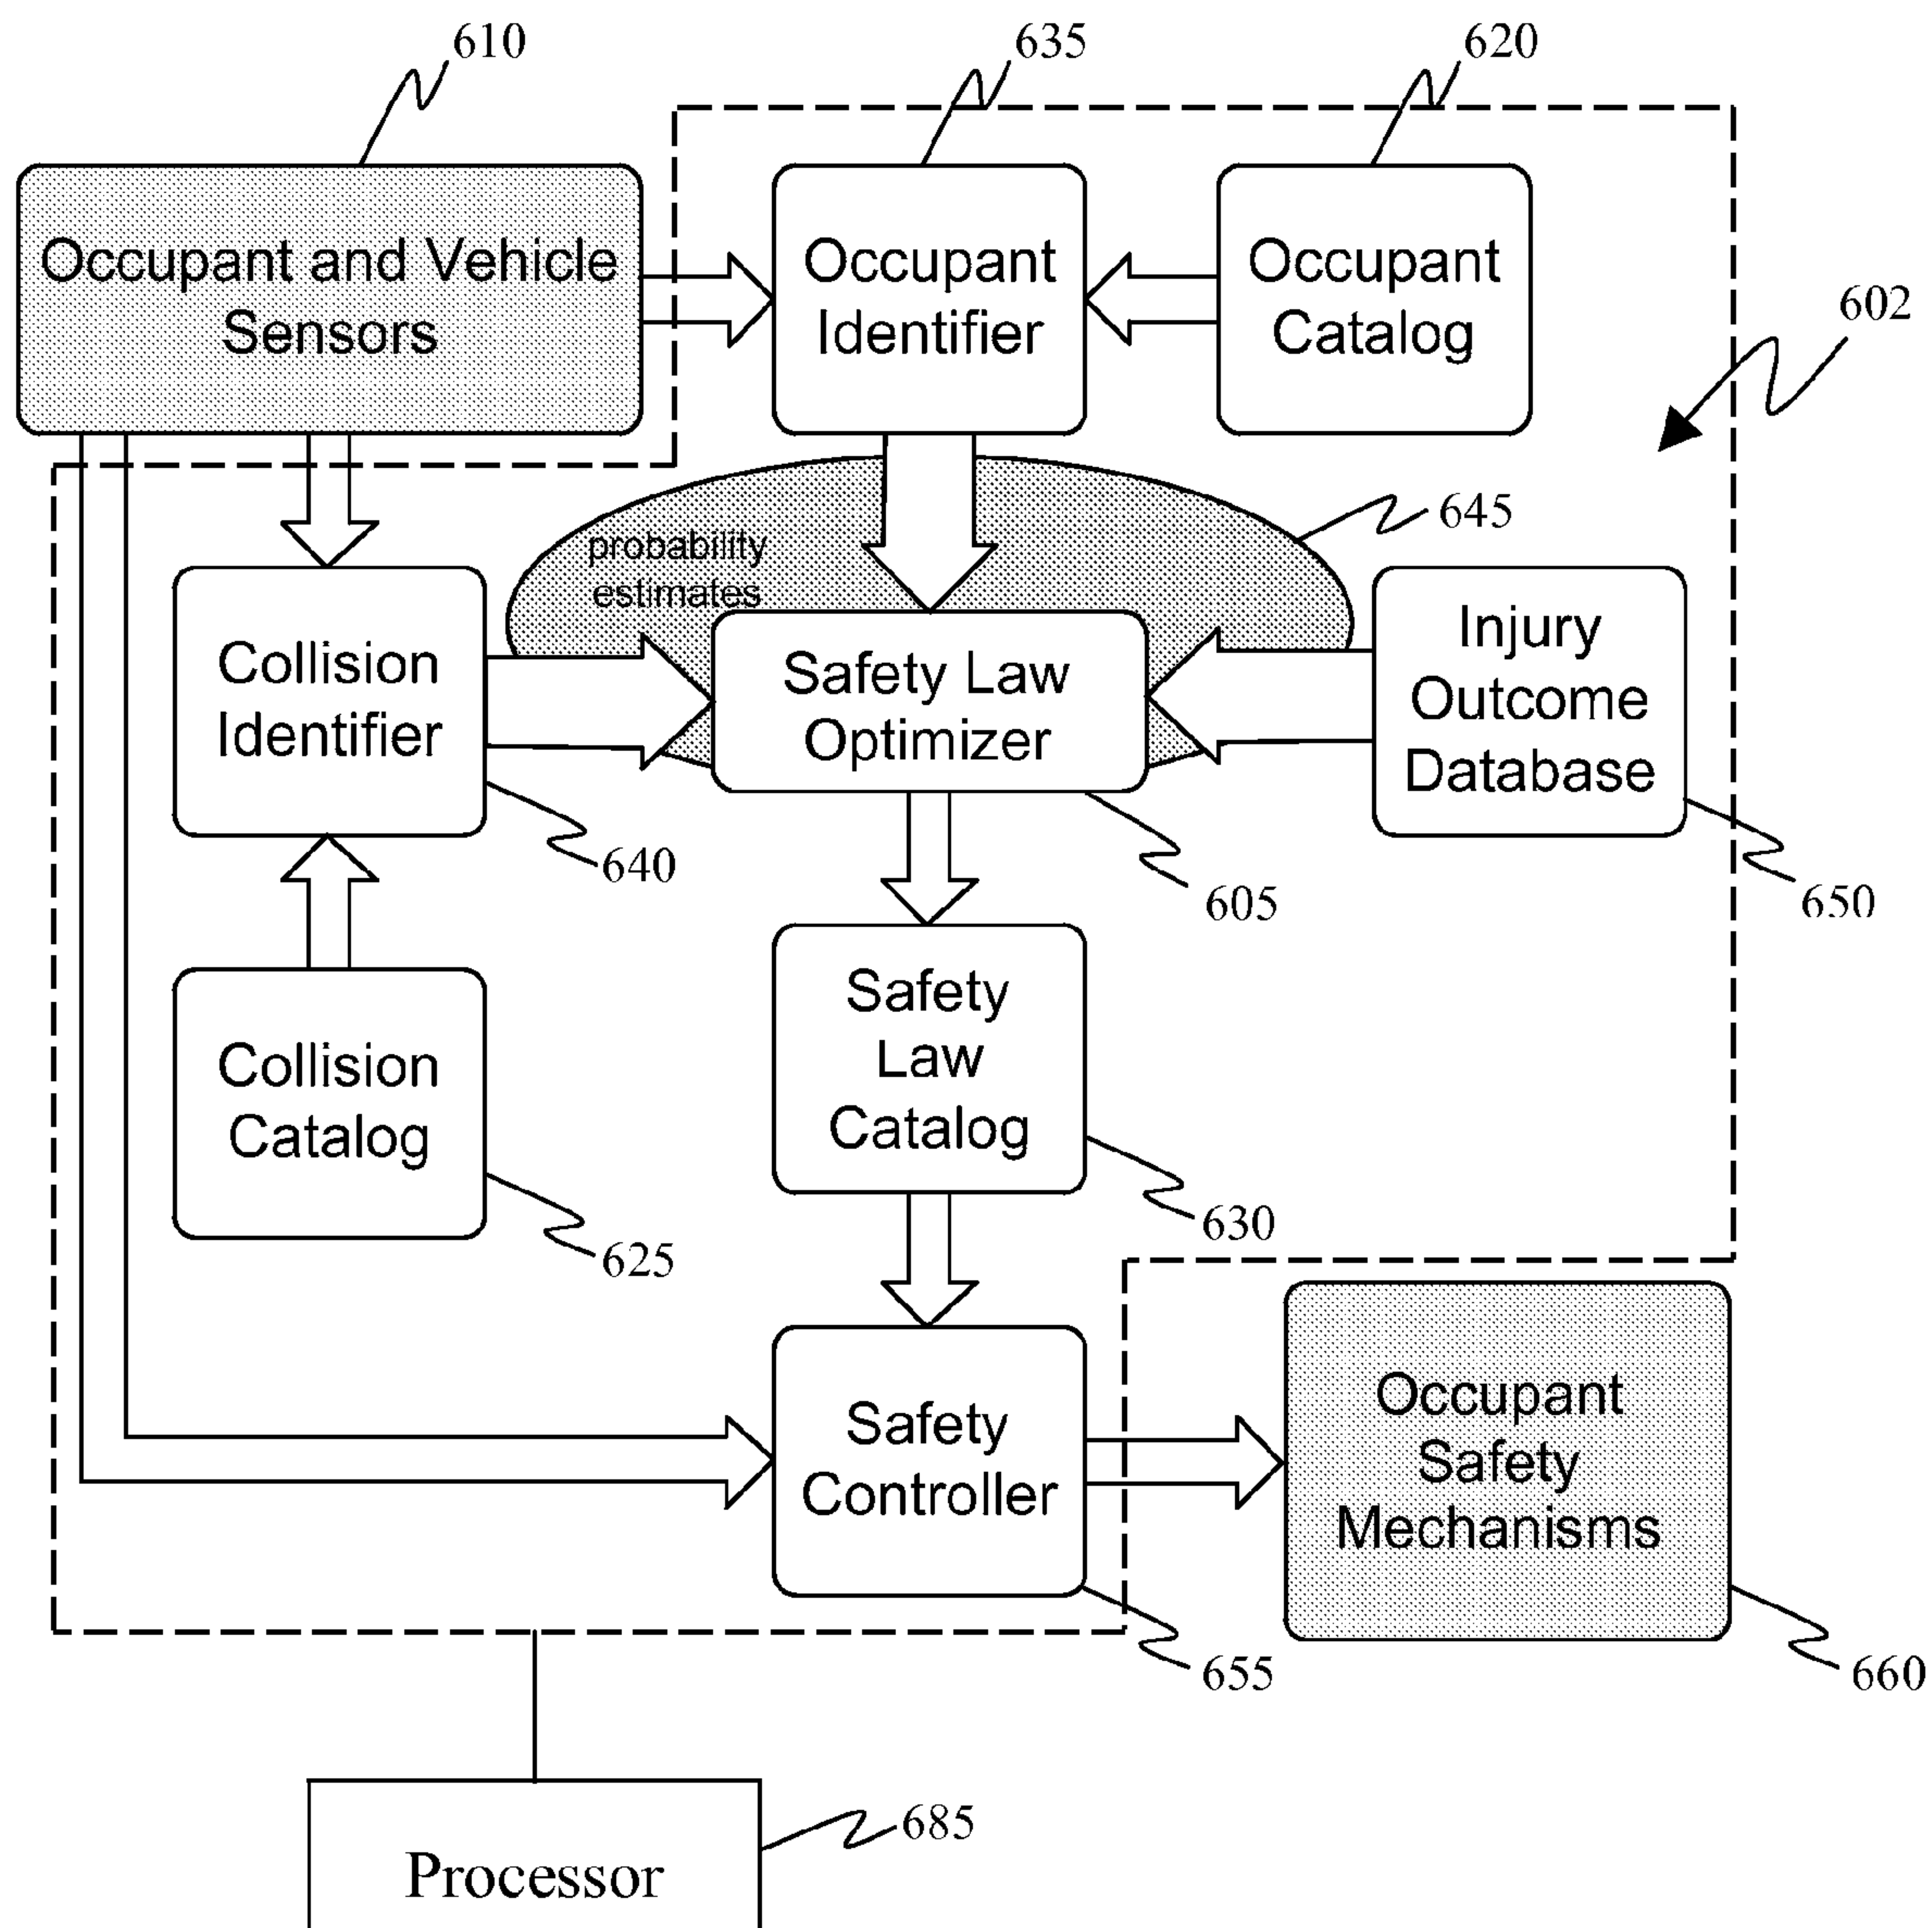 610
635
620
Occupant and Vehicle
Sensors
Occupant
Identifier
Occupant
Catalog
602
645
probability
estimates
Collision
Identifier
Safety Law
Optimizer
Injury
Outcome
Database
640
605
650
Collision
Catalog
Safety
Law
Catalog
625
630
Safety
Controller
Occupant
Safety
Mechanisms
655
660
685
Processor